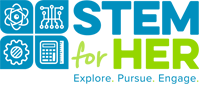 STEM
for HER
Explore. Pursue. Engage.